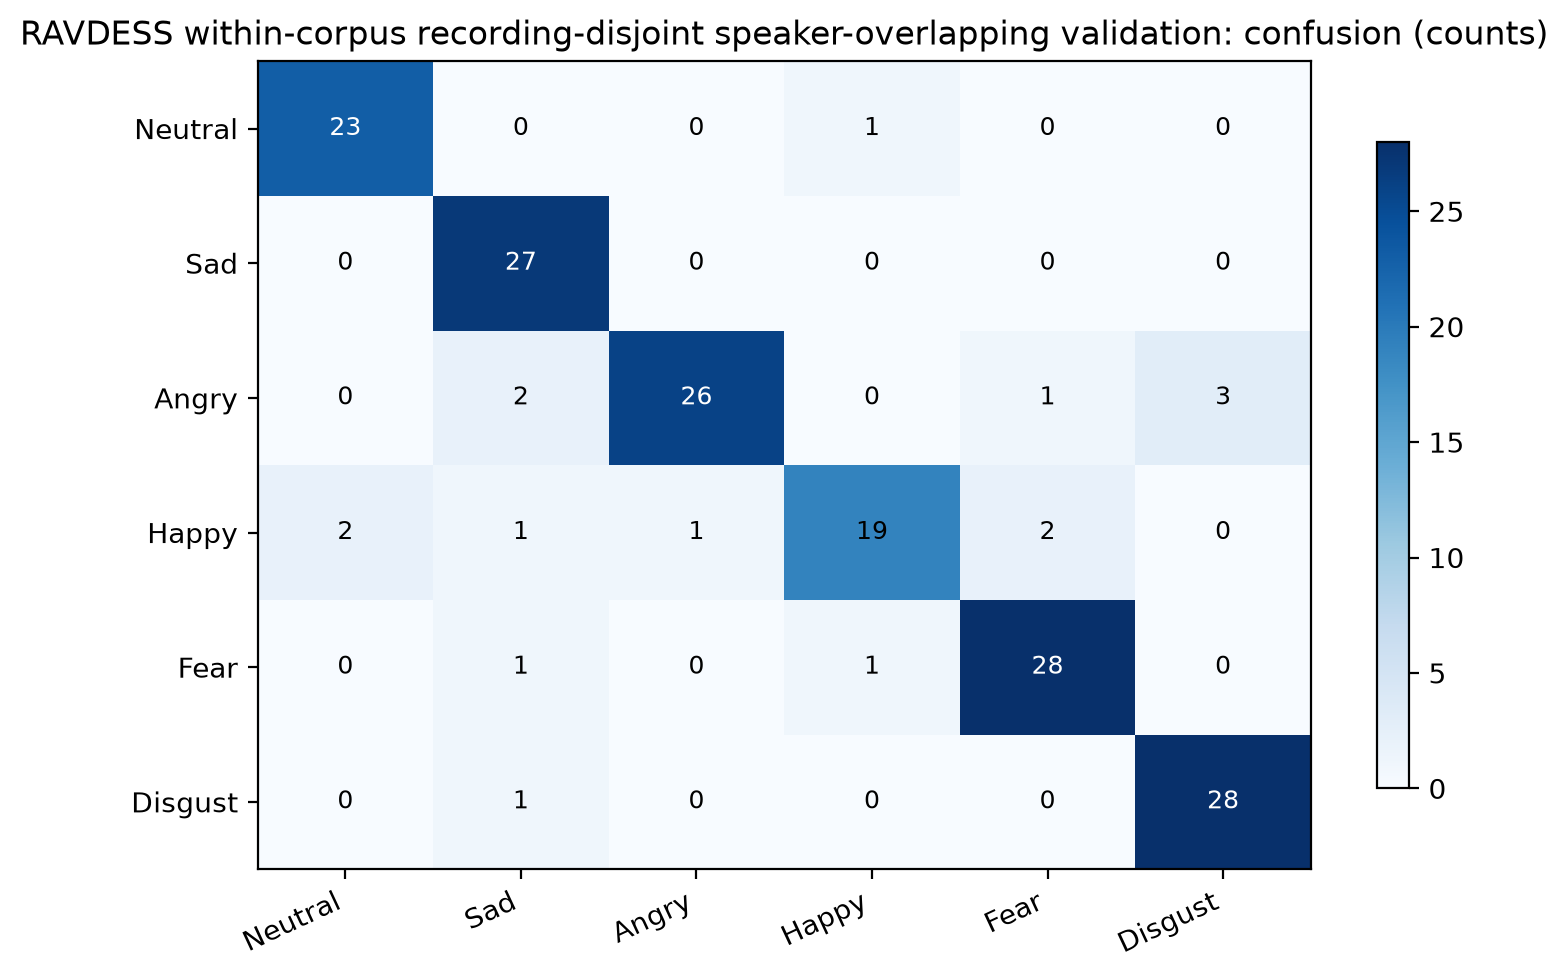 RAVDESS within-corpus recording-disjoint speaker-overlapping validation: confusion (counts)
Neutral 23 0 0 1 0 0
Sad 0 27 0 0 0 0
Angry 0 2 26 0 1 3
Happy 2 1 1 19 2 0
Fear 0 1 0 1 28 0
Disgust 0 1 0 0 0 28
Neutral Sad Angry Happy Fear Disgust
25
20
15
10
5
0